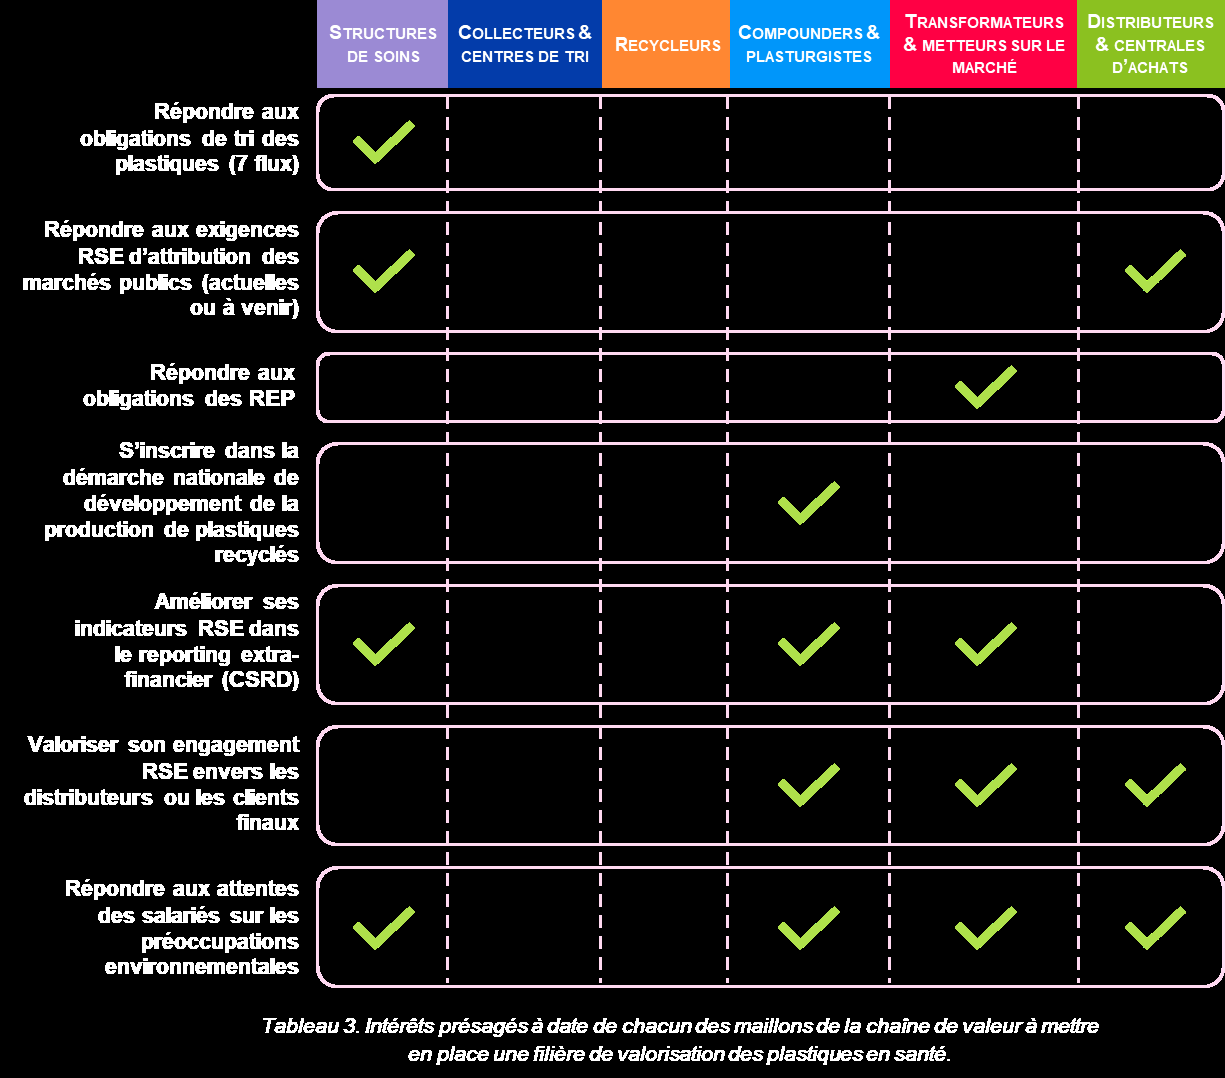 STRUCTURES
DE SOINS
COLLECTEURS &
CENTRES DE TRI
RECYCLEURS
COMPOUNDERS &
PLASTURGISTES
TRANSFORMATEURS
& METTEURS SUR LE
MARCHÉ
DISTRIBUTEURS
& CENTRALES
D'ACHATS
Répondre aux
obligations de tri des
plastiques (7 flux)
Répondre aux exigences
RSE d'attribution des
marchés publics (actuelles
ou à venir)
Répondre aux
obligations des REP
S'inscrire dans la
démarche nationale de
développement de la
production de plastiques
recyclés
Améliorer ses
indicateurs RSE dans
le reporting extra-
financier (CSRD)
Valoriser son engagement
RSE envers les
distributeurs ou les clients
finaux
Répondre aux attentes
des salariés sur les
préoccupations
environnementales
Tableau 3. Intérêts présagés à date de chacun des maillons de la chaîne de valeur à mettre
en place une filière de valorisation des plastiques en santé.